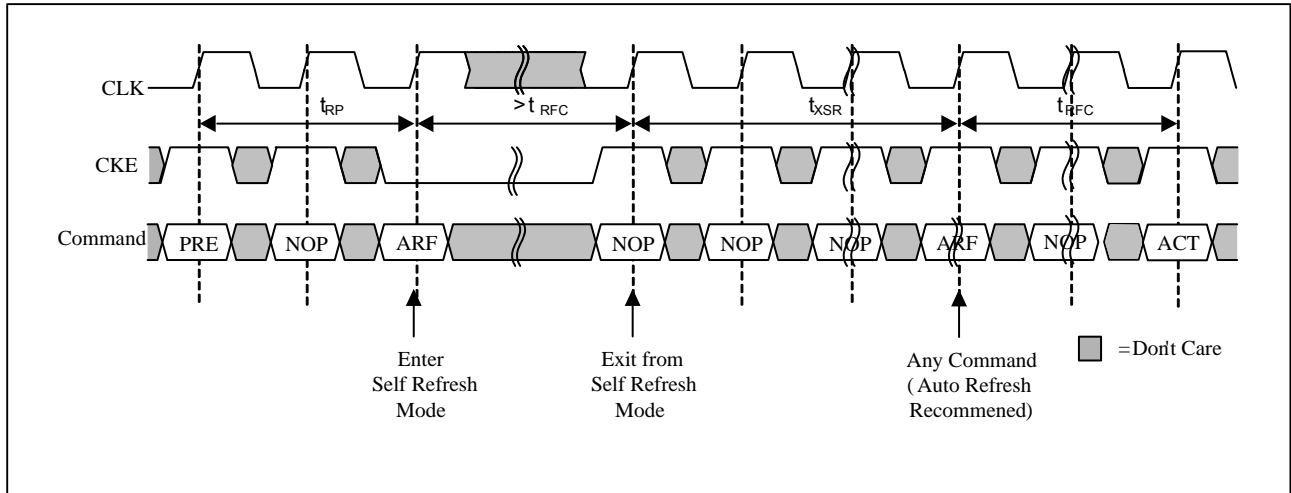 CLK
tRP
>t RFC
tXSR
tRFC
CKE
Command
PRE
NOP
ARF
NOP
NOP
NOP
ARF
NOP
ACT
Enter
Self Refresh
Mode
Exit from
Self Refresh
Mode
Any Command
( Auto Refresh
Recommened)
=Don't Care